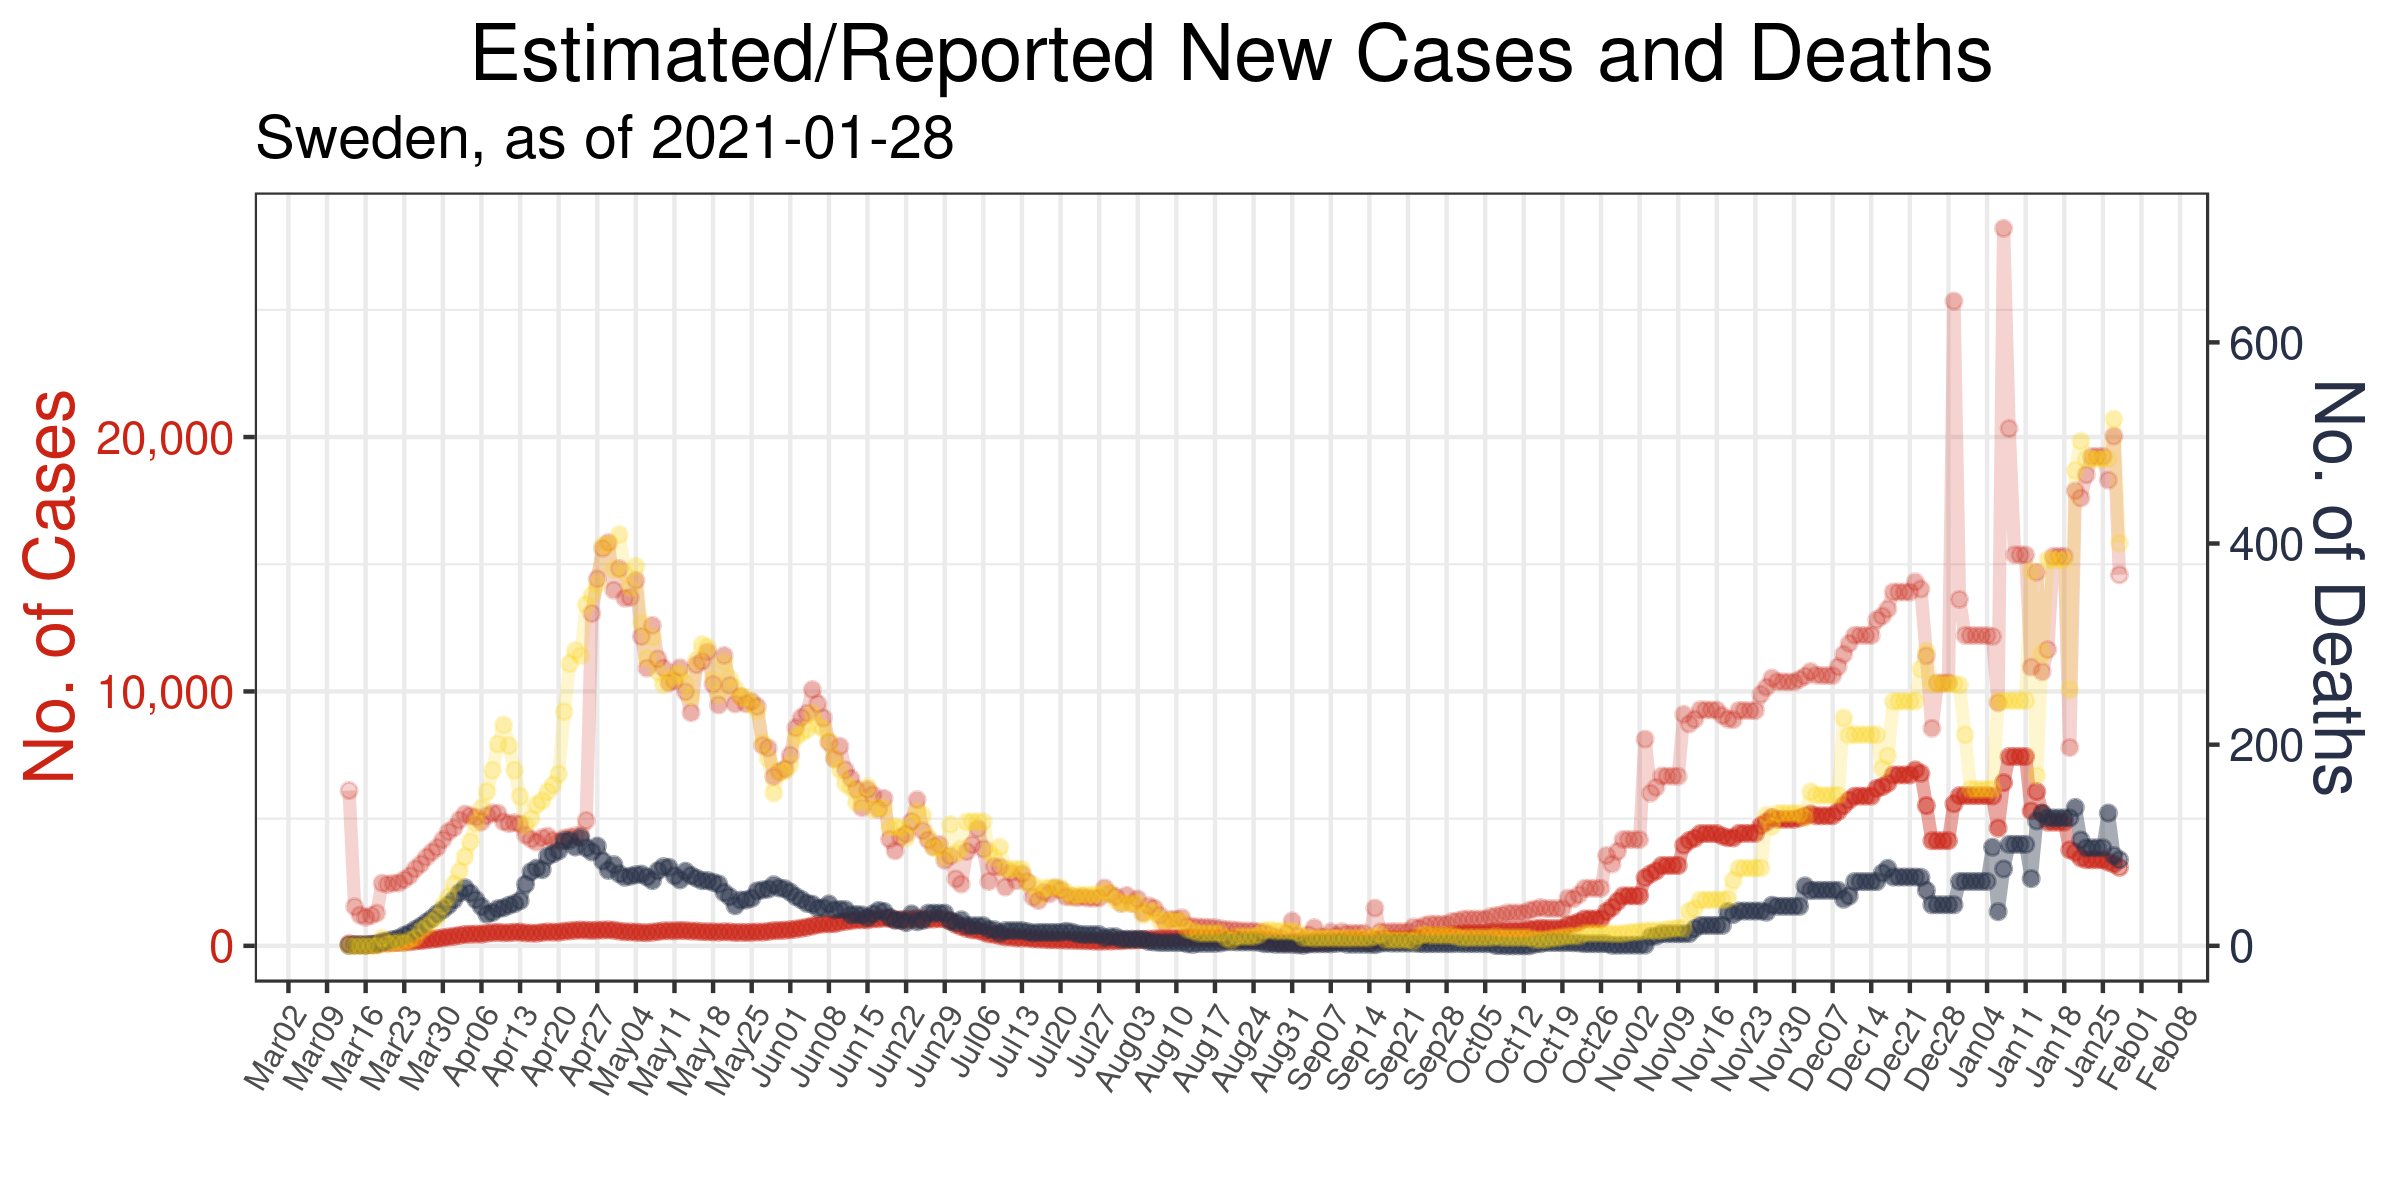 Estimated/Reported New Cases and Deaths
Sweden, as of 2021-01-28
No. of Cases
20,000
10,000
0
600
400
200
0
No. of Deaths
Mar02
Mar09
Mar16
Mar23
Mar30
Apr06
Apr13
Apr20
Apr27
May04
May11
May18
May25
Jun01
Jun08
Jun15
Jun22
Jun29
Jul06
Jul13
Jul20
Jul27
Aug03
Aug10
Aug17
Aug24
Aug31
Sep07
Sep14
Sep21
Sep28
Oct05
Oct12
Oct19
Oct26
Nov02
Nov09
Nov16
Nov23
Nov30
Dec07
Dec14
Dec21
Dec28
Jan04
Jan11
Jan18
Jan25
Feb01
Feb08